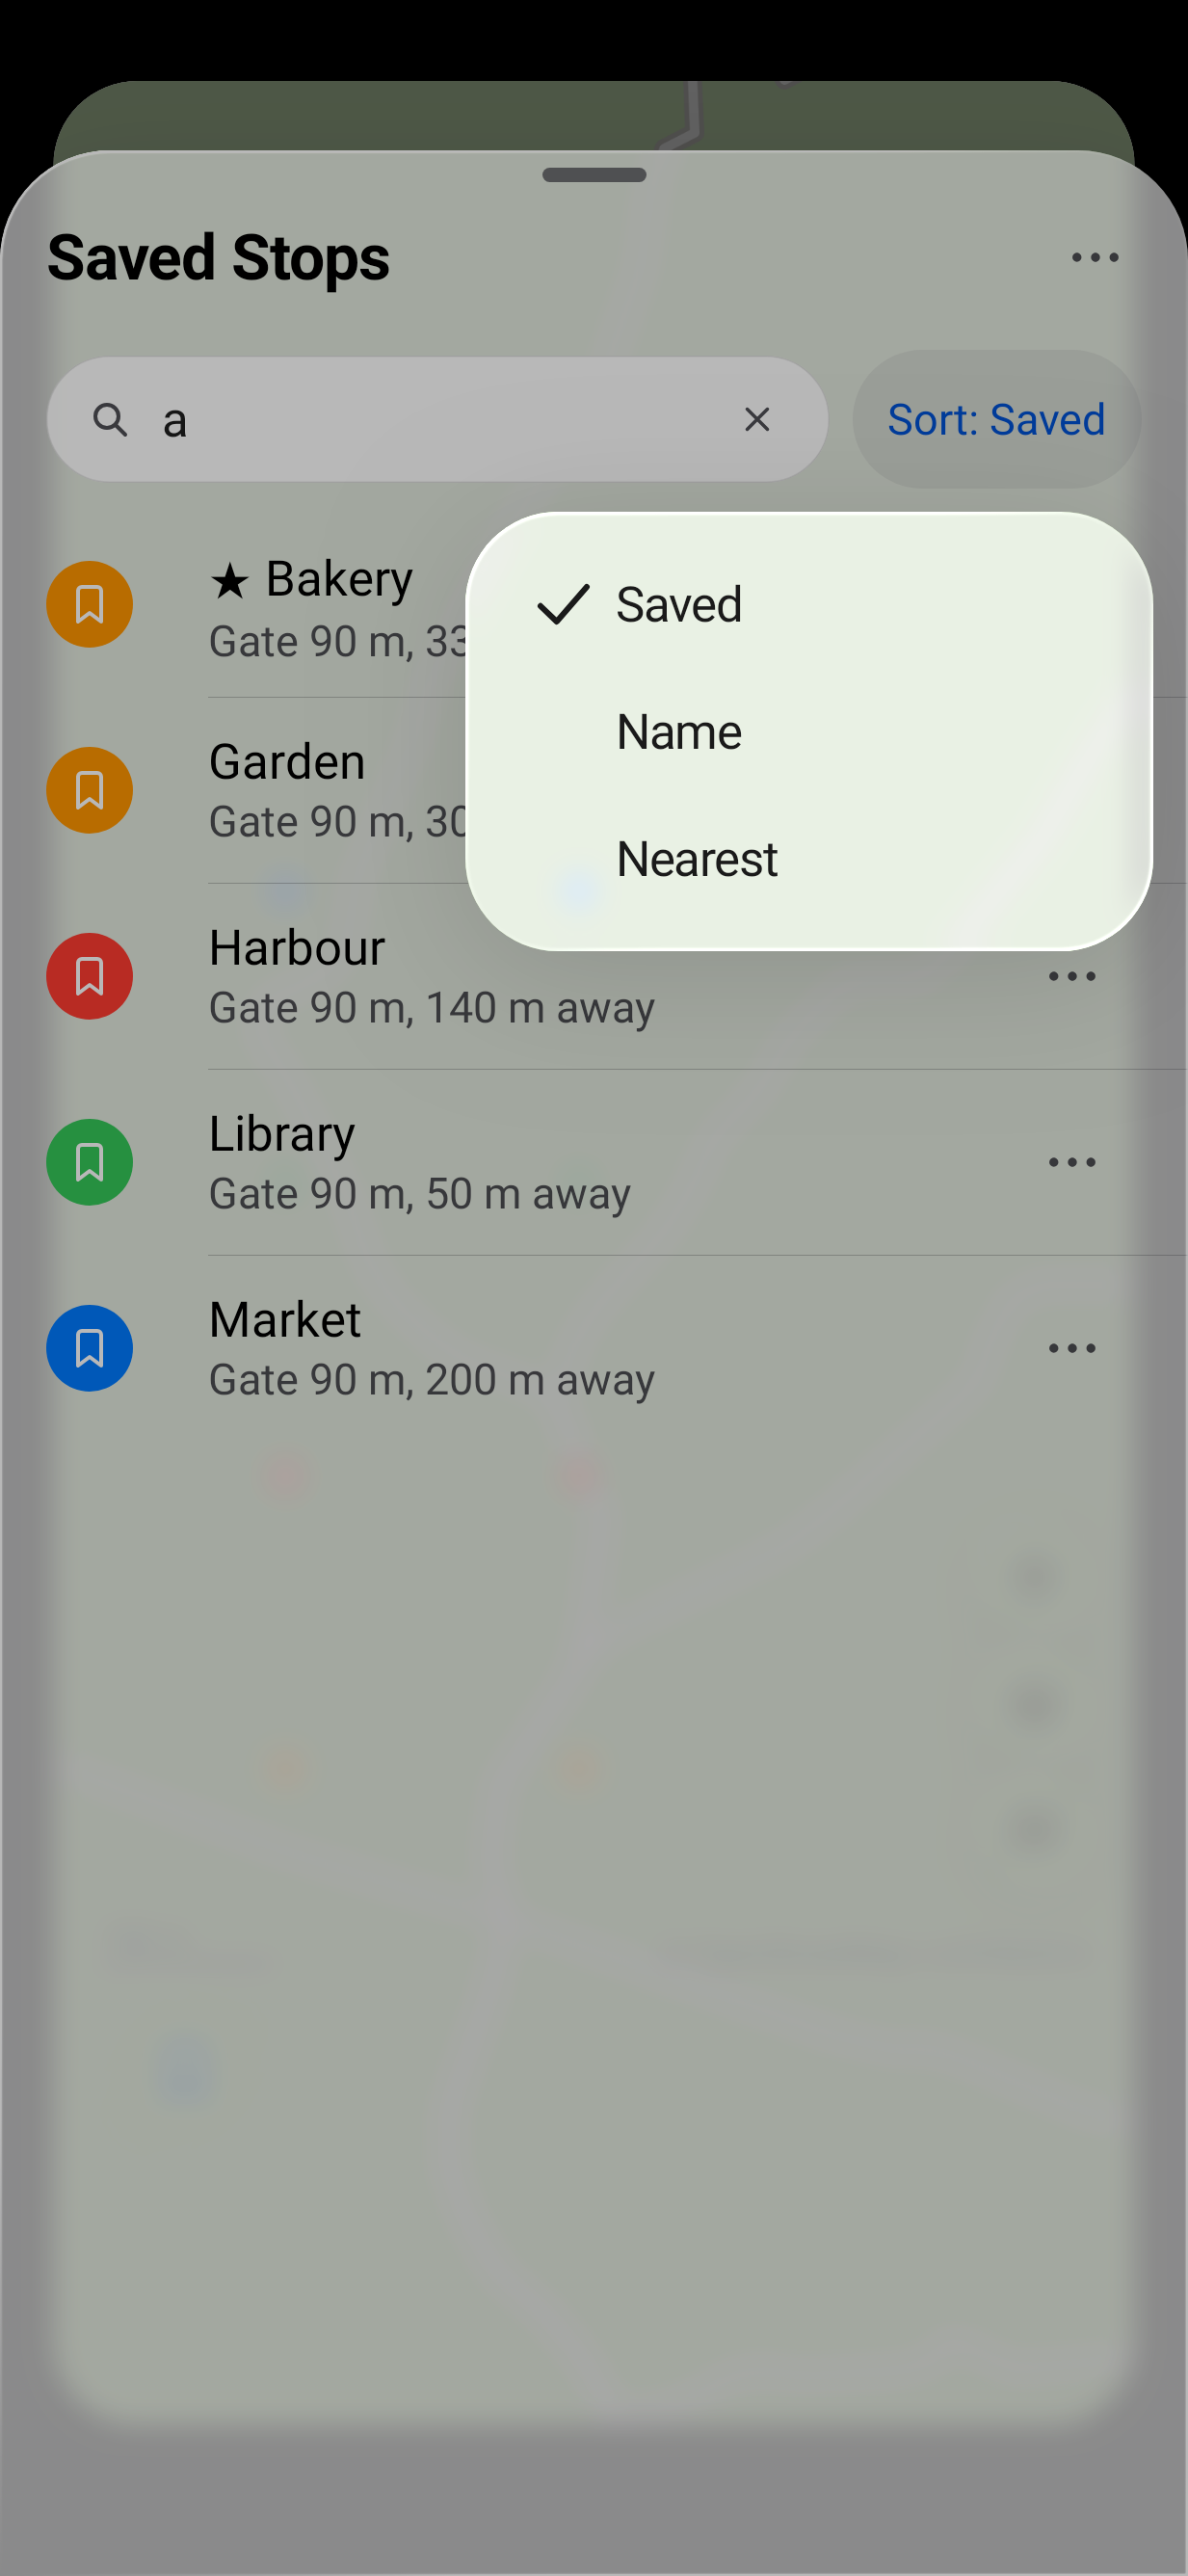 Saved Stops
a
Sort: Saved
★ Bakery
Gate 90 m, 33
Garden
Gate 90 m, 30
Saved
Name
Nearest
Harbour
Gate 90 m, 140 m away
Library
Gate 90 m, 50 m away
Market
Gate 90 m, 200 m away